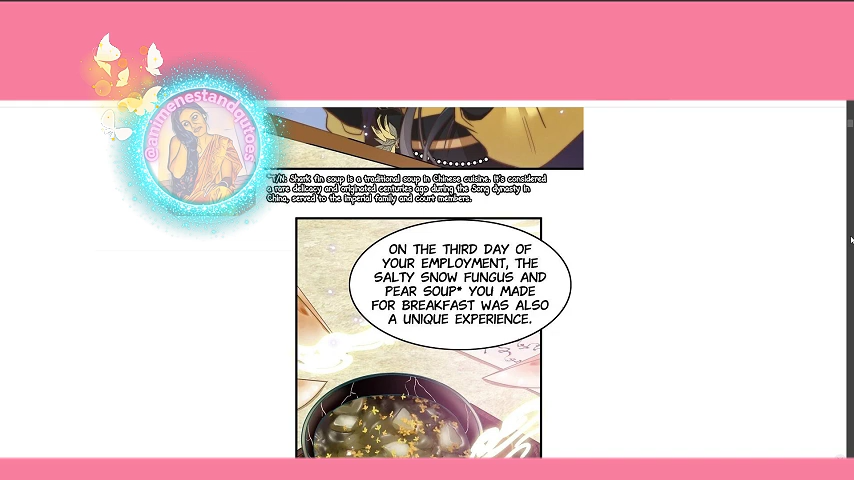 @animenestandqutoes
*T/N: Shark fin soup is a traditional soup in Chinese cuisine. It's considered
a rare delicacy and originated centuries ago during the Song dynasty in
China, served to the imperial family and court members.
ON THE THIRD DAY OF
YOUR EMPLOYMENT, THE
SALTY SNOW FUNGUS AND
PEAR SOUP* YOU MADE
FOR BREAKFAST WAS ALSO
A UNIQUE EXPERIENCE.